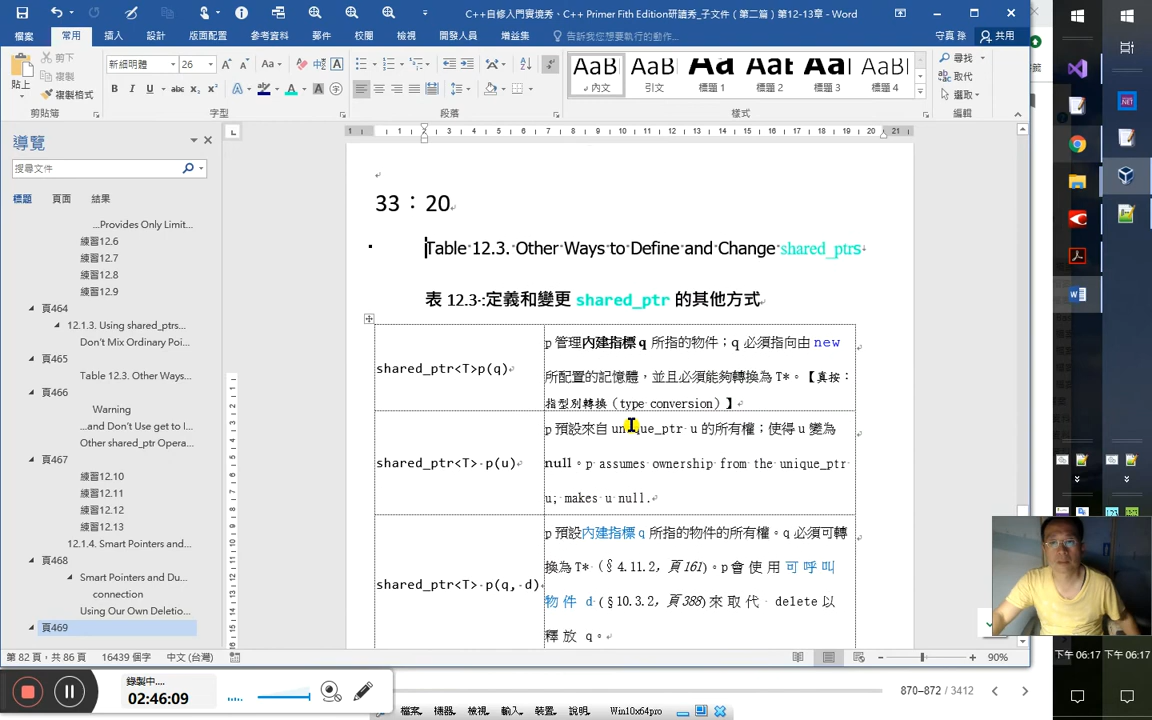 C++自修入門實境秀、C++ Primer Fith Edition研讀秀_子文件（第二篇）第12-13章 - Word
檔案 常用 插入 設計 版面配置 參考資料 郵件 校閱 檢視 開發人員 增益集 告訴我您想要執行的動作... 守真 孫 共用
貼上
剪下
複製
複製格式
剪貼簿
新細明體 26
字型
段落
AaB AaBb Aa AaE Aal AaBl
內文 引文 標題 1 標題 2 標題 3 標題 4
樣式
尋找
取代
選取
編輯
導覽
搜尋文件
標題 頁面 結果
...Provides Only Limit...
練習12.6
練習12.7
練習12.8
練習12.9
頁464
12.1.3. Using shared_ptrs...
Don't Mix Ordinary Poi...
頁465
Table 12.3. Other Ways...
頁466
Warning
...and Don't Use get to I...
Other shared_ptr Opera...
頁467
練習12.10
練習12.11
練習12.12
練習12.13
12.1.4. Smart Pointers and...
頁468
Smart Pointers and Du...
connection
Using Our Own Deletio...
頁469
33：20
Table 12.3. Other Ways to Define and Change shared_ptrs
表 12.3 :定義和變更 shared_ptr 的其他方式
shared_ptr<T>p(q)
p 管理內建指標 q 所指的物件；q 必須指向由 new
所配置的記憶體，並且必須能夠轉換為 T*。【真按：
指型別轉換（type conversion）】
shared_ptr<T> p(u)
p 預設來自 unique_ptr u 的所有權；使得 u 變為
null。p assumes ownership from the unique_ptr
u; makes u null.
shared_ptr<T> p(q, d)
p 預設內建指標 q 所指的物件的所有權。q 必須可轉
換為 T* (§4.11.2, 頁161)。p 會使用可呼叫
物件 d (§10.3.2, 頁388)來取代 delete 以
釋放 q。
第 82 頁，共 86 頁 16439 個字 中文 (台灣) 90%
錄製中...
02:46:09
870–872 / 3412
檔案 機器 檢視 輸入 裝置 說明 Win10x64pro
下午 06:17 下午 06:17